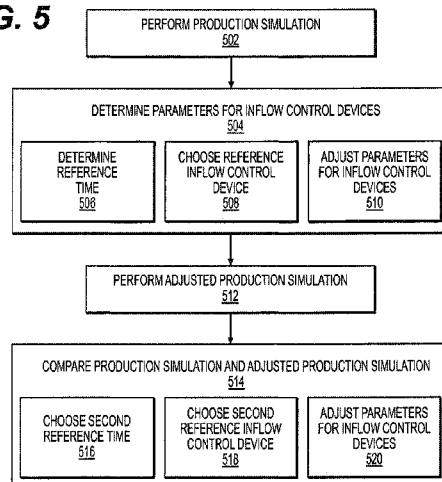 G. 5
PERFORM PRODUCTION SIMULATION
502
DETERMINE PARAMETERS FOR INFLOW CONTROL DEVICES
504
DETERMINE
REFERENCE
TIME
506
CHOOSE REFERENCE
INFLOW CONTROL
DEVICE
508
ADJUST PARAMETERS
FOR INFLOW CONTROL
DEVICES
510
PERFORM ADJUSTED PRODUCTION SIMULATION
512
COMPARE PRODUCTION SIMULATION AND ADJUSTED PRODUCTION SIMULATION
514
CHOOSE SECOND
REFERENCE TIME
516
CHOOSE SECOND
REFERENCE INFLOW
CONTROL DEVICE
518
ADJUST PARAMETERS
FOR INFLOW CONTROL
DEVICES
520